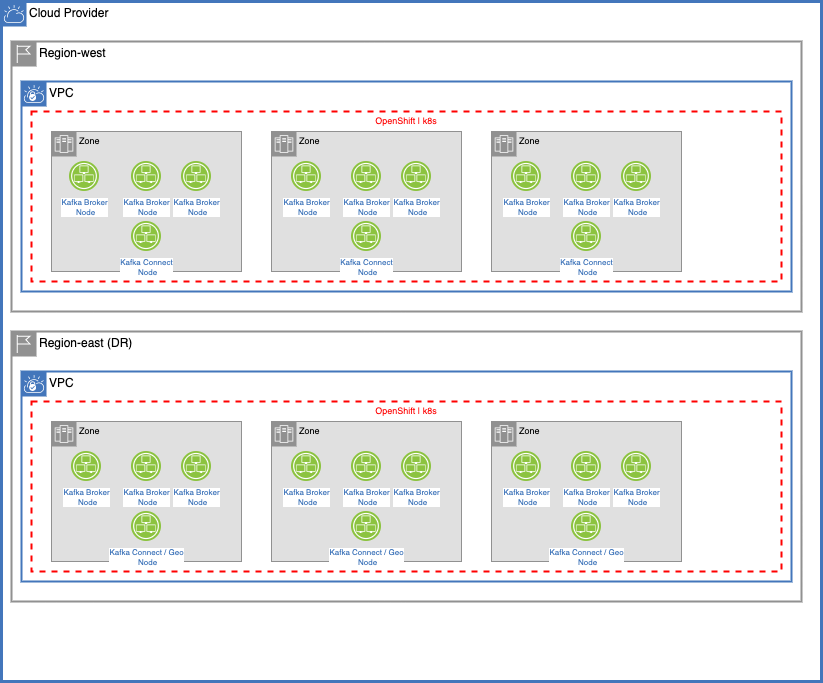 Cloud Provider
Region-west
VPC
OpenShift | k8s
Zone
Zone
Zone
Kafka Broker
Node
Kafka Broker
Node
Kafka Broker
Node
Kafka Broker
Node
Kafka Broker
Node
Kafka Broker
Node
Kafka Broker
Node
Kafka Broker
Node
Kafka Broker
Node
Kafka Connect
Node
Kafka Connect
Node
Kafka Connect
Node
Region-east (DR)
VPC
OpenShift | k8s
Zone
Zone
Zone
Kafka Broker
Node
Kafka Broker
Node
Kafka Broker
Node
Kafka Broker
Node
Kafka Broker
Node
Kafka Broker
Node
Kafka Broker
Node
Kafka Broker
Node
Kafka Broker
Node
Kafka Connect / Geo
Node
Kafka Connect / Geo
Node
Kafka Connect / Geo
Node